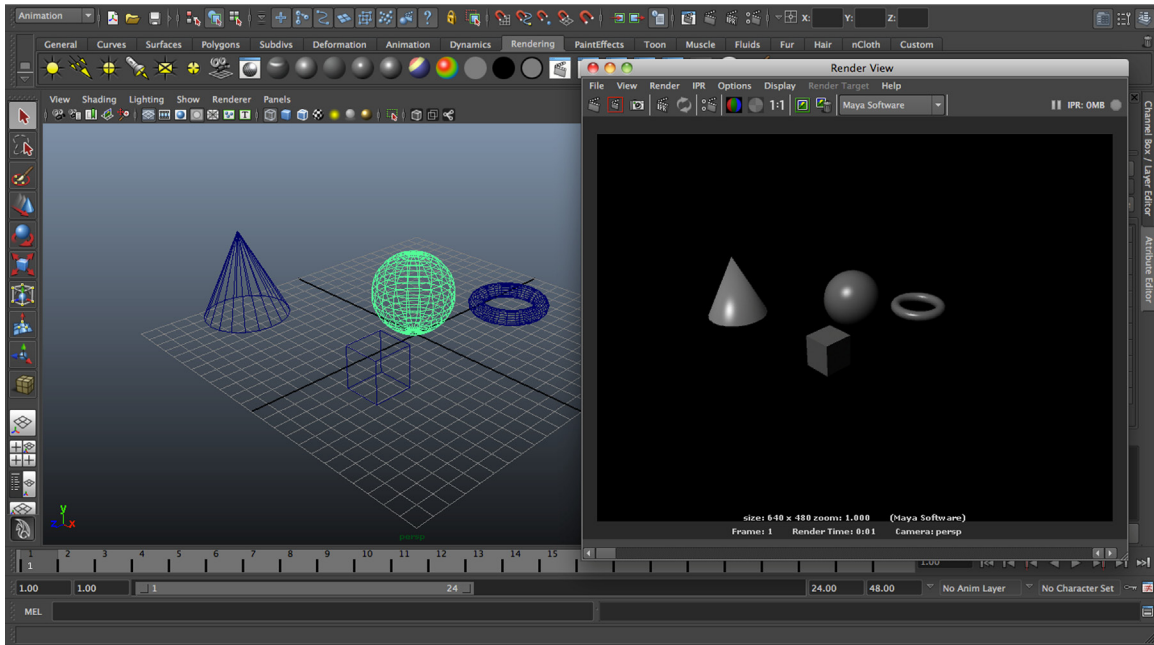 Animation X: Y: Z:
General Curves Surfaces Polygons Subdivs Deformation Animation Dynamics Rendering PaintEffects Toon Muscle Fluids Fur Hair nCloth Custom
Render View
File View Render IPR Options Display Render Target Help
1:1 Maya Software IPR: 0MB
View Shading Lighting Show Renderer Panels
Channel Box / Layer Editor
Attribute Editor
size: 640 x 480 zoom: 1.000 (Maya Software)
Frame: 1 Render Time: 0:01 Camera: persp
y
z x
persp
1 2 3 4 5 6 7 8 9 10 11 12 13 14 15
1 1.00
1.00 1.00 1 24 24.00 48.00 No Anim Layer No Character Set
MEL